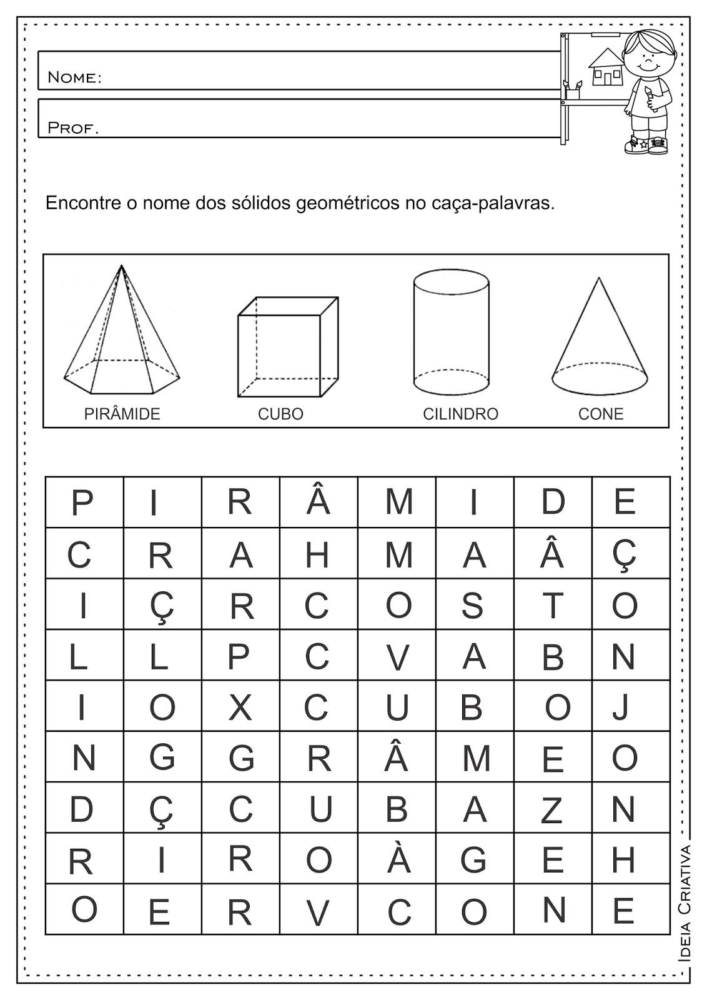 NOME:
PROF.
Encontre o nome dos sólidos geométricos no caça-palavras.
PIRÂMIDE CUBO CILINDRO CONE
P I R Â M I D E
C R A H M A Â Ç
I Ç R C O S T O
L L P C V A B N
I O X C U B O J
N G G R Â M E O
D Ç C U B A Z N
R I R O À G E H
O E R V C O N E
IDEIA CRIATIVA